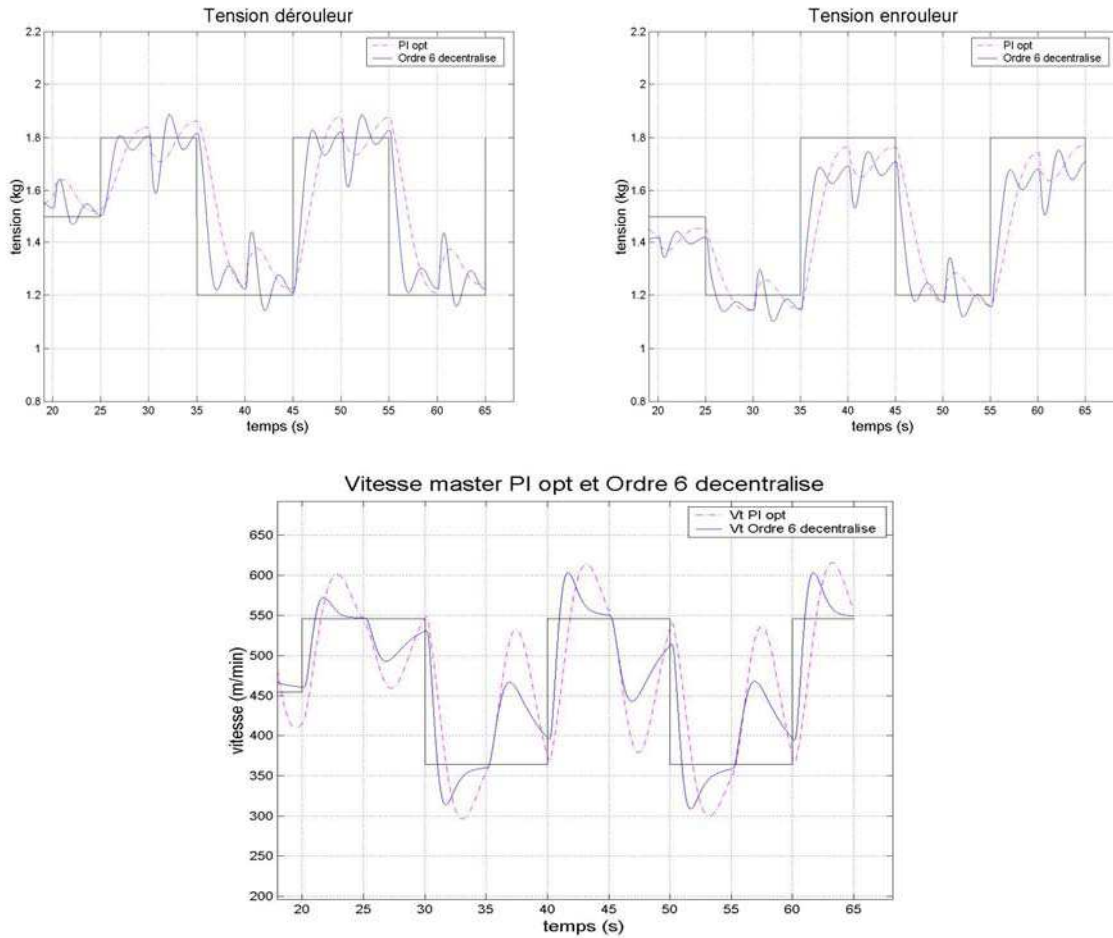 Tension dérouleur
PI opt
Ordre 6 decentralise
tension (kg)
2.2
2
1.8
1.6
1.4
1.2
1
0.8
20 25 30 35 40 45 50 55 60 65
temps (s)
Tension enrouleur
PI opt
Ordre 6 decentralise
tension (kg)
2.2
2
1.8
1.6
1.4
1.2
1
0.8
20 25 30 35 40 45 50 55 60 65
temps (s)
Vitesse master PI opt et Ordre 6 decentralise
Vt PI opt
Vt Ordre 6 decentralise
vitesse (m/min)
650
600
550
500
450
400
350
300
250
200
20 25 30 35 40 45 50 55 60 65
temps (s)